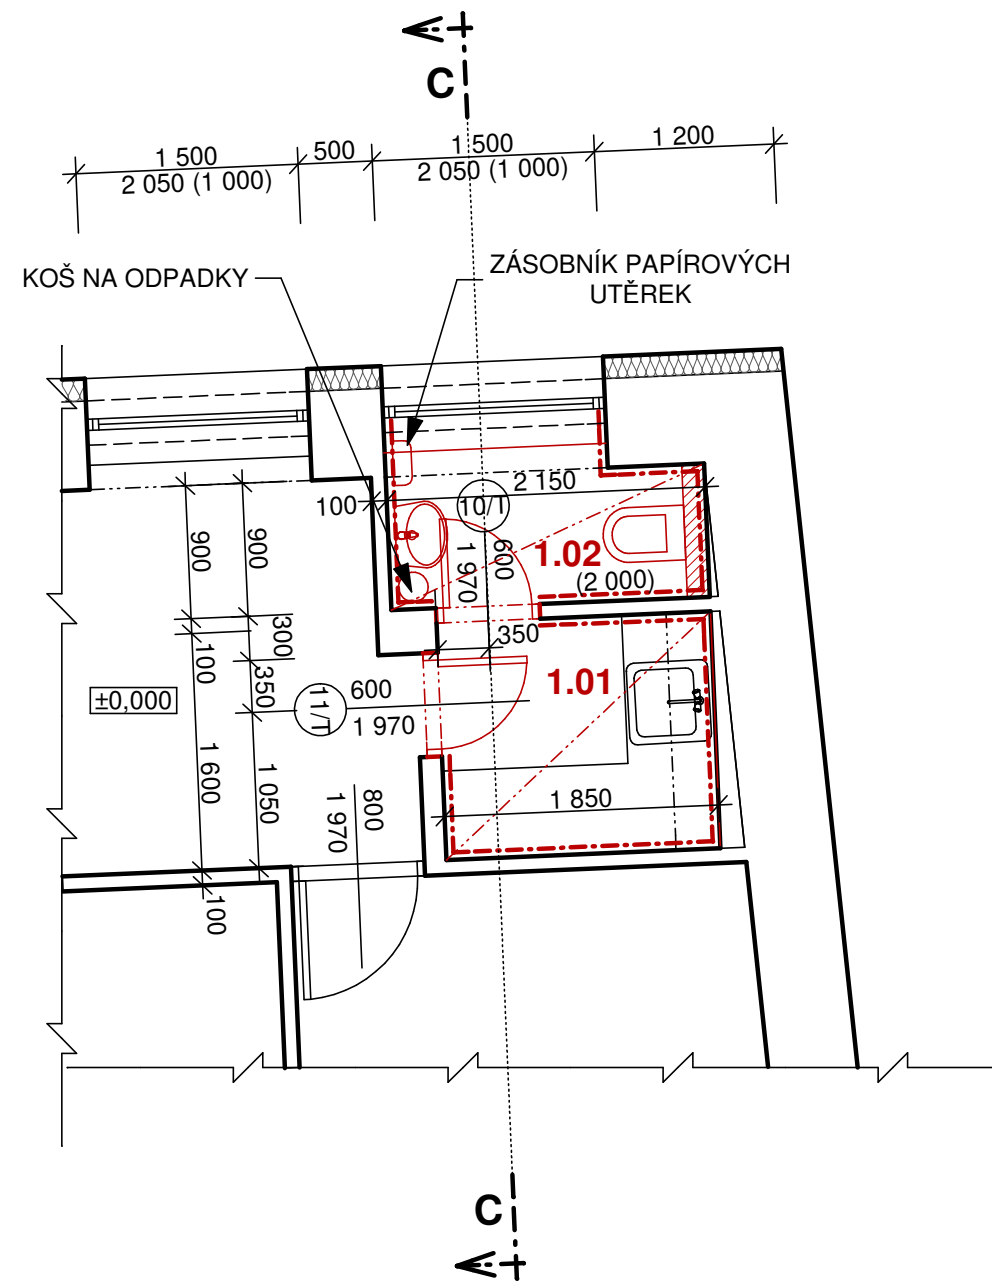 C
1 500
500
1 500
1 200
2 050 (1 000)
2 050 (1 000)
KOŠ NA ODPADKY
ZÁSOBNÍK PAPÍROVÝCH
UTĚREK
2 150
100
10/T
900
900
600
1 970
1.02
(2 000)
300
100
350
350
±0,000
11/T
600
1 970
1.01
1 600
1 050
1 850
800
1 970
100
C